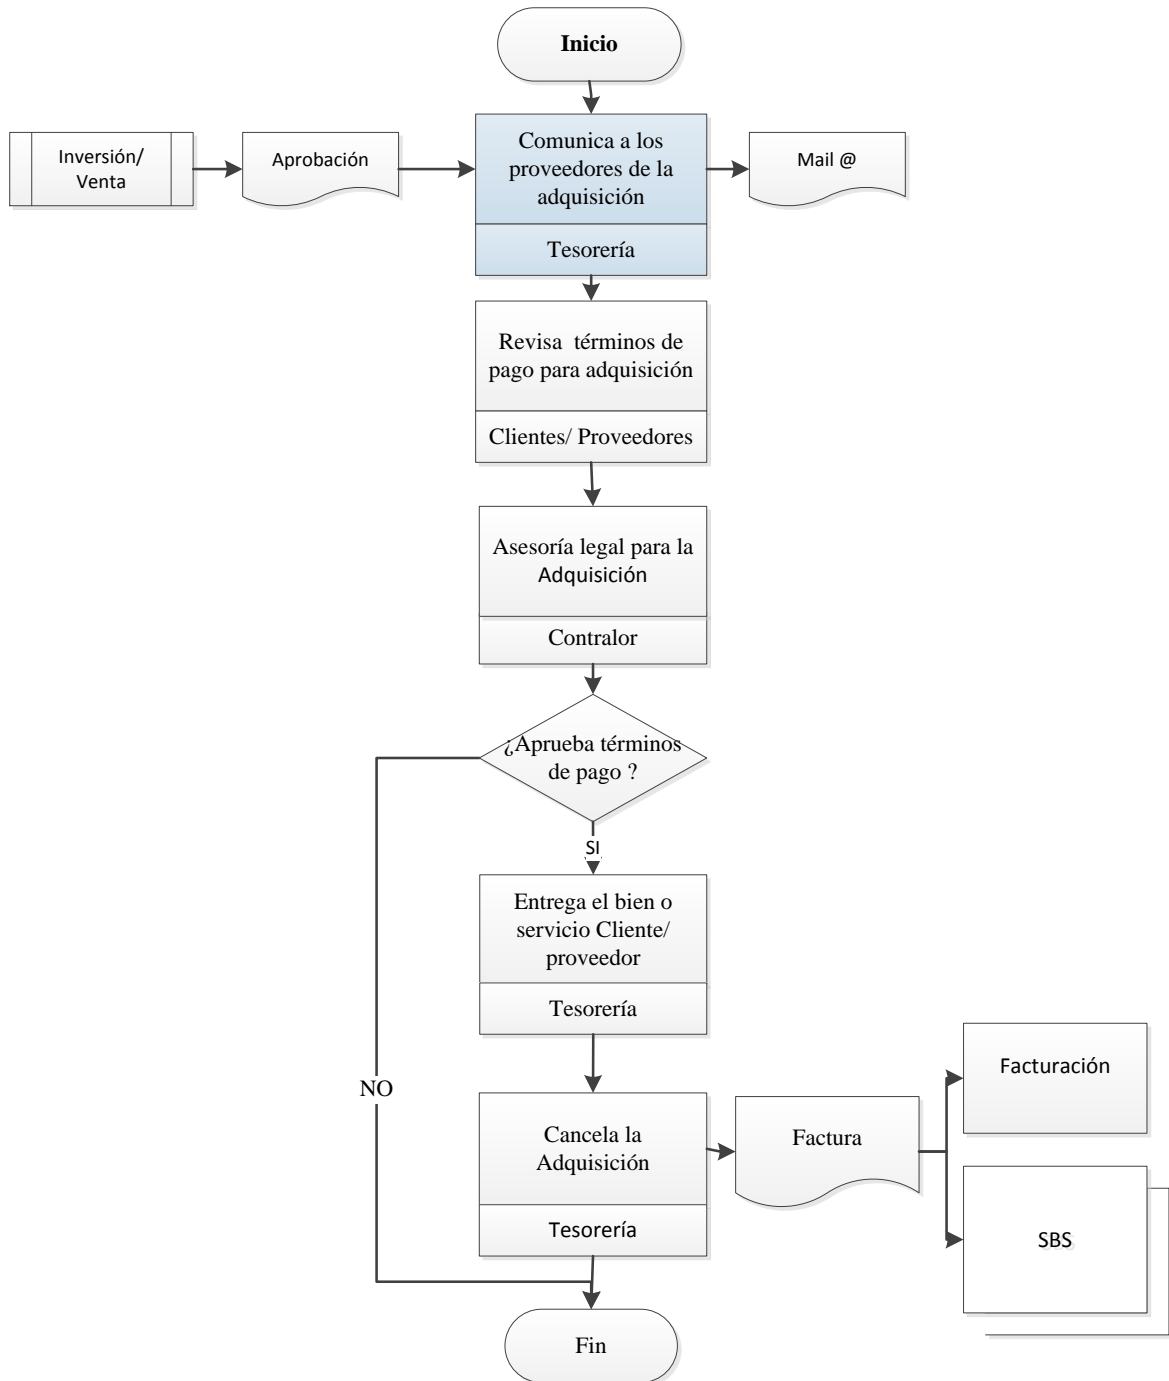 Inicio
Inversión/
Venta
Aprobación
Comunica a los
proveedores de la
adquisición
Tesorería
Mail @
Revisa términos de
pago para adquisición
Clientes/ Proveedores
Asesoría legal para la
Adquisición
Contralor
¿Aprueba términos
de pago ?
SI
Entrega el bien o
servicio Cliente/
proveedor
Tesorería
NO
Cancela la
Adquisición
Tesorería
Factura
Facturación
SBS
Fin